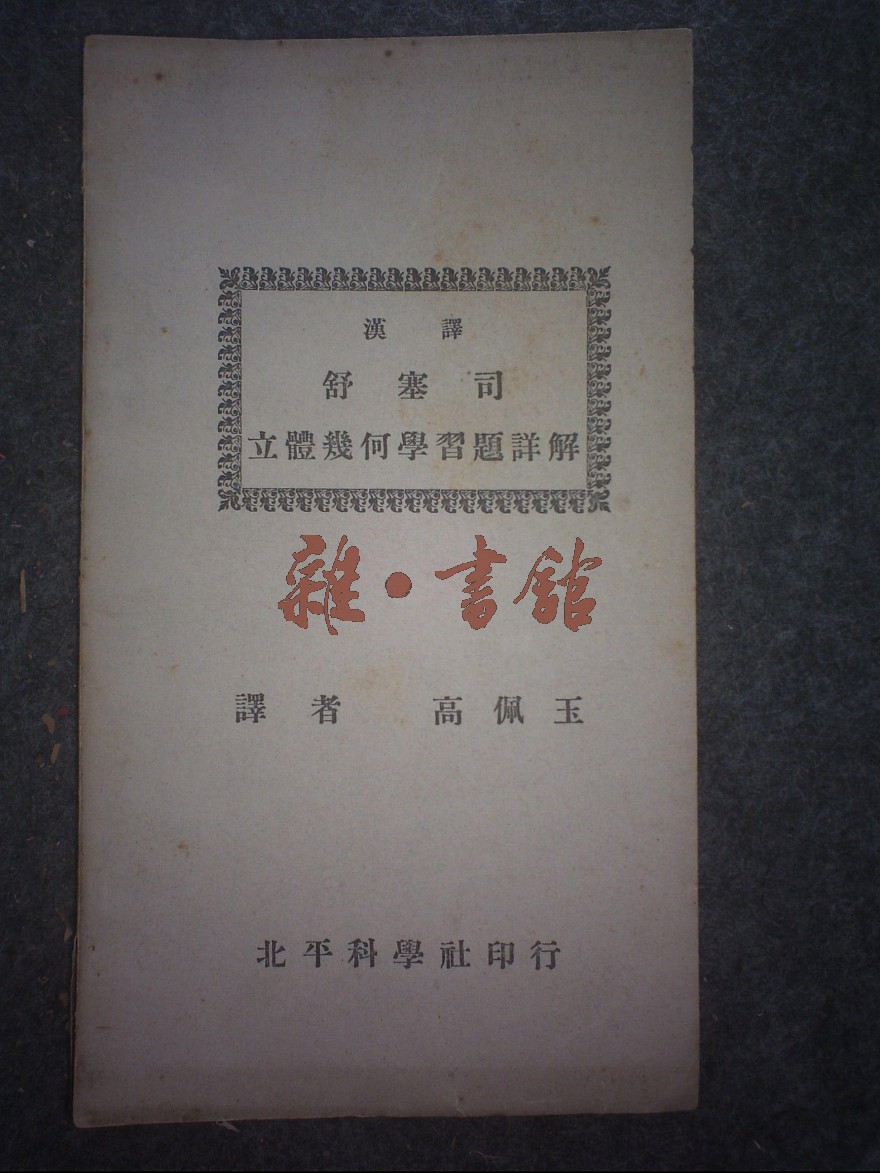 漢譯
舒塞司
立體幾何學習題詳解
雜·書館
譯者 高佩玉
北平科學社印行